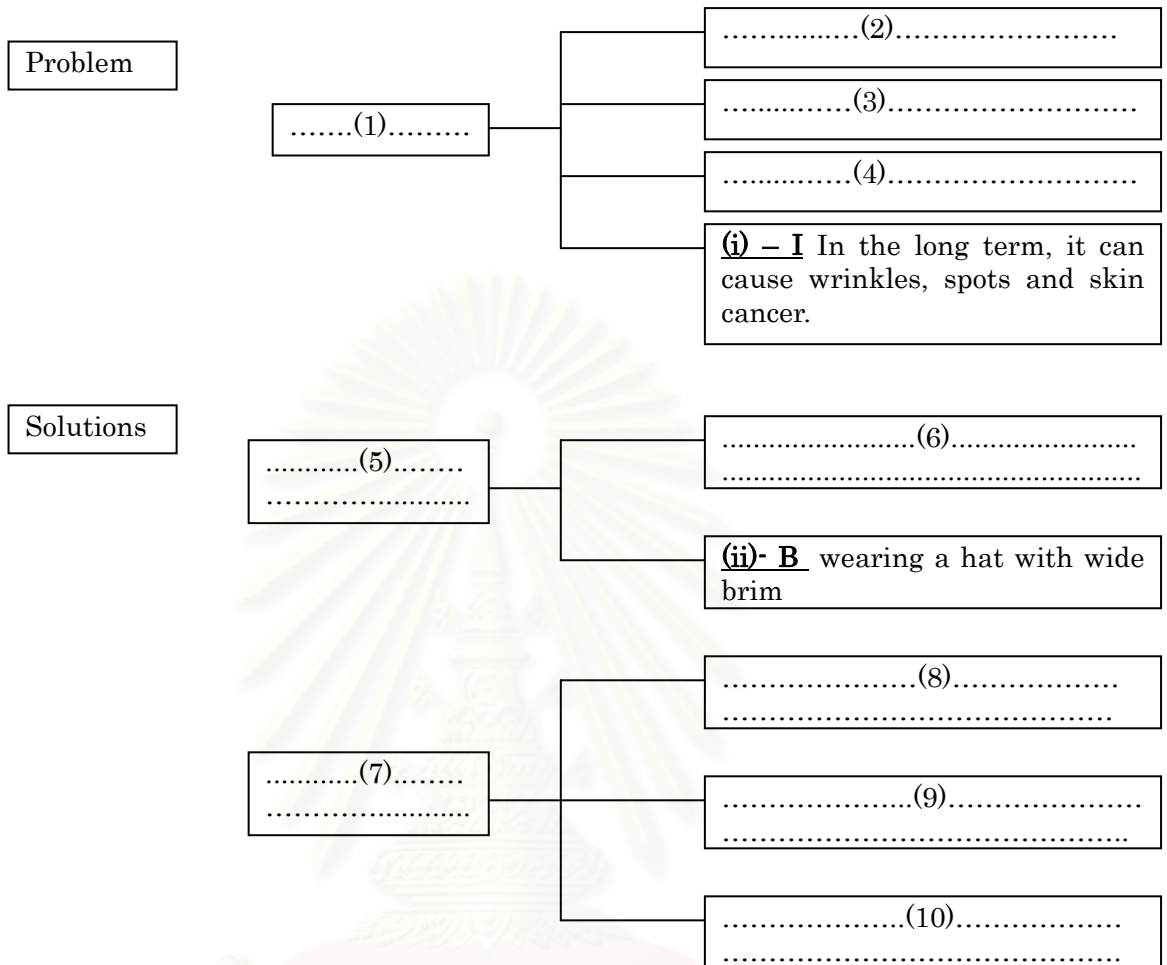 Problem
…….(1)………
……...........…(2)……………………
….......……(3)…………………………
….......……(4)…………………………
(i) – I In the long term, it can
cause wrinkles, spots and skin
cancer.
Solutions
............(5)……..
……………...........
.........................(6)........................
......................................................
(ii)- B wearing a hat with wide
brim
............(7)……..
……………...........
……………………(8)………………
……………………………………
…………………..(9)…………………
……………………………………..
…………………..(10)………………
…………………………………….